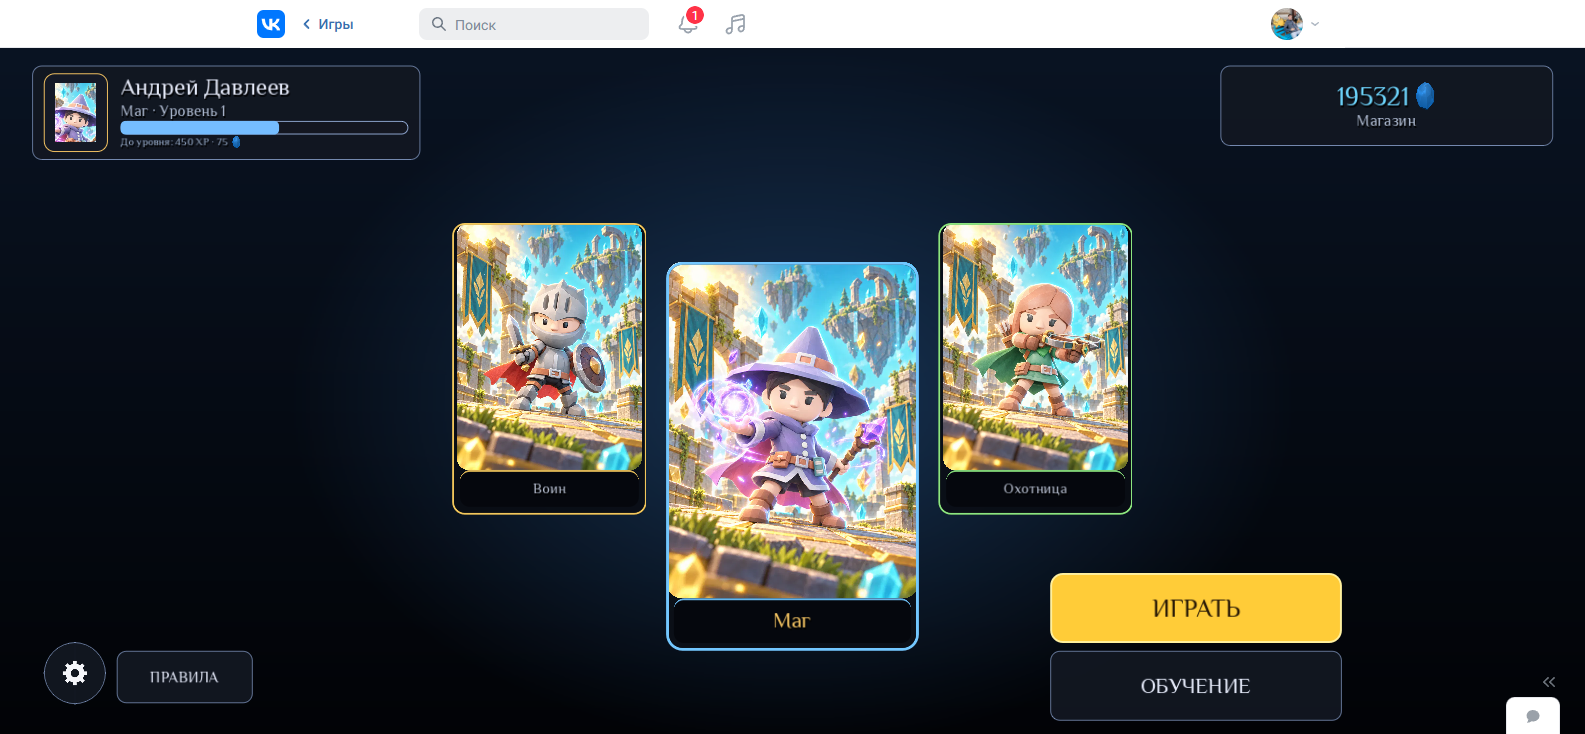 Игры
Поиск
1
Андрей Давлеев
Маг · Уровень 1
До уровня: 450 XP · 75
195321
Магазин
Воин
Маг
Охотница
ИГРАТЬ
ОБУЧЕНИЕ
ПРАВИЛА